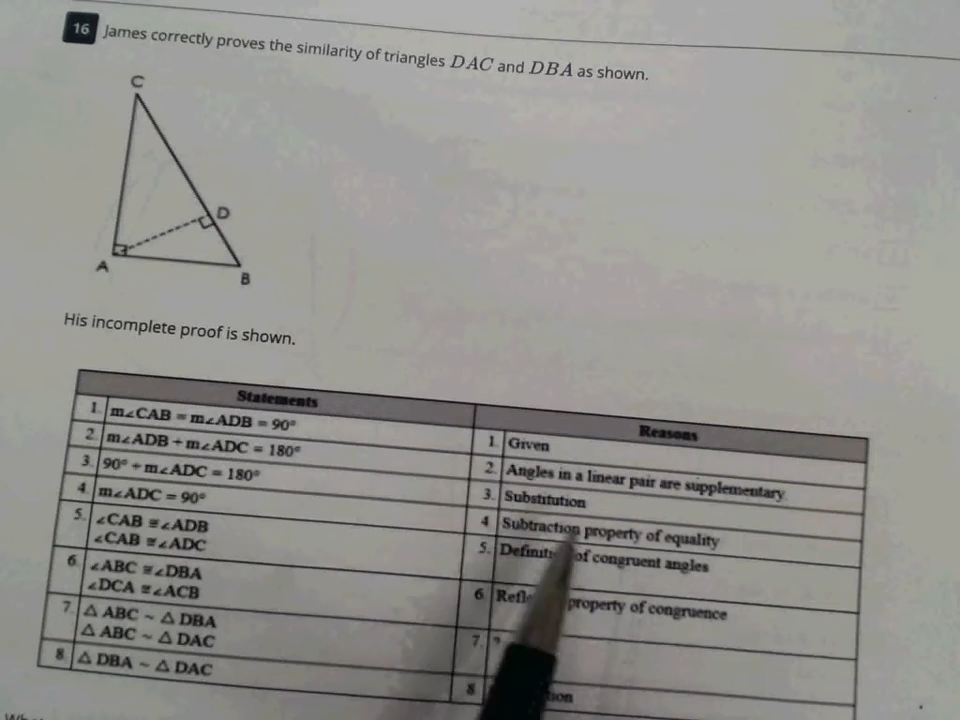 16 James correctly proves the similarity of triangles DAC and DBA as shown.
C
D
A
B
His incomplete proof is shown.
Statements Reasons
1. m∠CAB = m∠ADB = 90° 1. Given
2. m∠ADB + m∠ADC = 180° 2. Angles in a linear pair are supplementary.
3. 90° + m∠ADC = 180° 3. Substitution
4. m∠ADC = 90° 4. Subtraction property of equality
5. ∠CAB ≅ ∠ADB 5. of congruent angles
∠CAB ≅ ∠ADC
6. ∠ABC ≅ ∠DBA 6. property of congruence
∠DCA ≅ ∠ACB
7. △ ABC ~ △ DBA 7. ?
△ ABC ~ △ DAC
8. △ DBA ~ △ DAC 8.